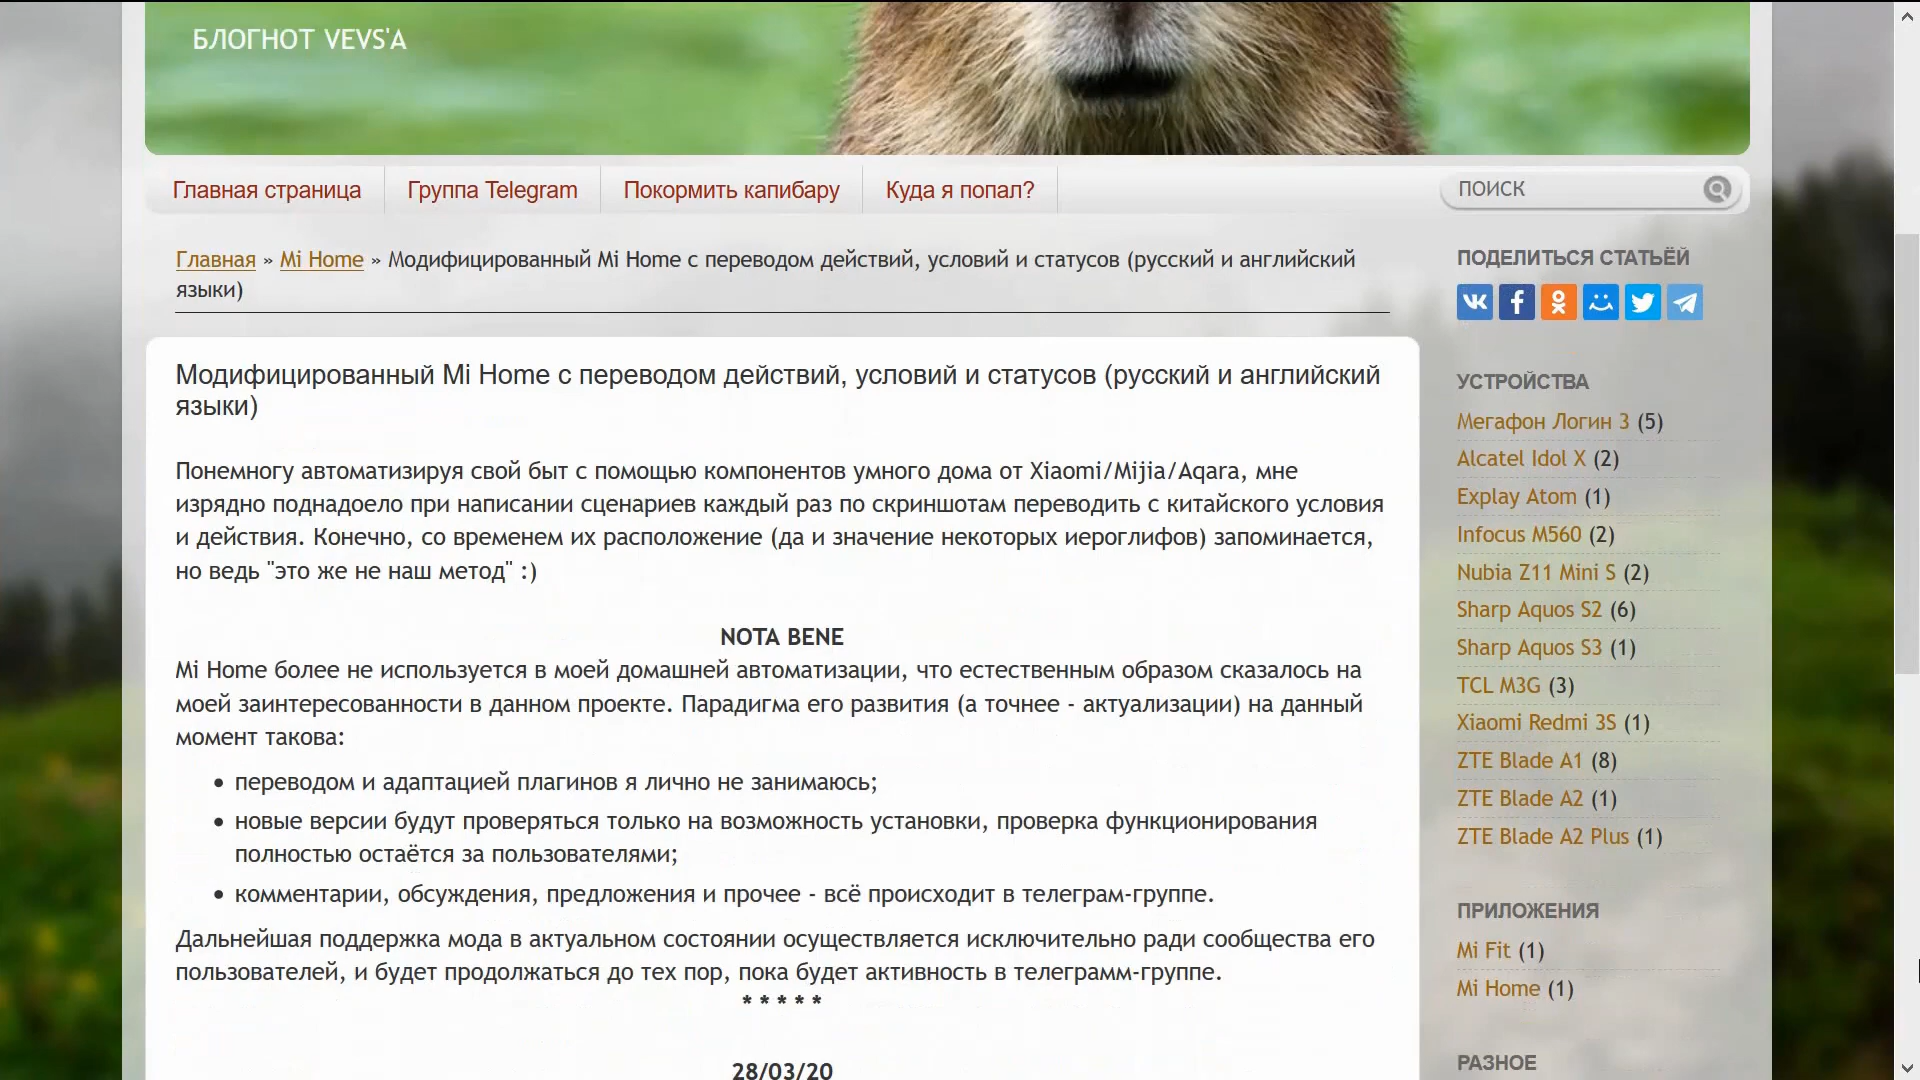 БЛОГНОТ VEVS'A
Главная страница
Группа Telegram
Покормить капибару
Куда я попал?
ПОИСК
Главная » Mi Home » Модифицированный Mi Home с переводом действий, условий и статусов (русский и английский
языки)
Модифицированный Mi Home с переводом действий, условий и статусов (русский и английский
языки)
Понемногу автоматизируя свой быт с помощью компонентов умного дома от Xiaomi/Mijia/Aqara, мне
изрядно поднадоело при написании сценариев каждый раз по скриншотам переводить с китайского условия
и действия. Конечно, со временем их расположение (да и значение некоторых иероглифов) запоминается,
но ведь "это же не наш метод" :)
NOTA BENE
Mi Home более не используется в моей домашней автоматизации, что естественным образом сказалось на
моей заинтересованности в данном проекте. Парадигма его развития (а точнее - актуализации) на данный
момент такова:
• переводом и адаптацией плагинов я лично не занимаюсь;
• новые версии будут проверяться только на возможность установки, проверка функционирования
полностью остаётся за пользователями;
• комментарии, обсуждения, предложения и прочее - всё происходит в телеграм-группе.
Дальнейшая поддержка мода в актуальном состоянии осуществляется исключительно ради сообщества его
пользователей, и будет продолжаться до тех пор, пока будет активность в телеграмм-группе.
* * * * *
28/03/20
ПОДЕЛИТЬСЯ СТАТЬЁЙ
УСТРОЙСТВА
Мегафон Логин 3 (5)
Alcatel Idol X (2)
Explay Atom (1)
Infocus M560 (2)
Nubia Z11 Mini S (2)
Sharp Aquos S2 (6)
Sharp Aquos S3 (1)
TCL M3G (3)
Xiaomi Redmi 3S (1)
ZTE Blade A1 (8)
ZTE Blade A2 (1)
ZTE Blade A2 Plus (1)
ПРИЛОЖЕНИЯ
Mi Fit (1)
Mi Home (1)
РАЗНОЕ